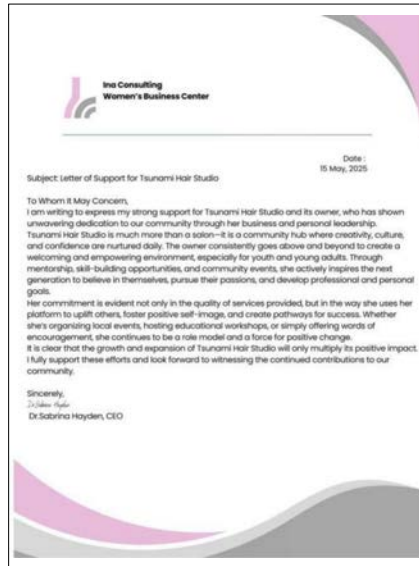 Ina Consulting
Women's Business Center
Date :
15 May, 2025
Subject: Letter of Support for Tsunami Hair Studio
To Whom It May Concern,
I am writing to express my strong support for Tsunami Hair Studio and its owner, who has shown
unwavering dedication to our community through her business and personal leadership.
Tsunami Hair Studio is much more than a salon—it is a community hub where creativity, culture,
and confidence are nurtured daily. The owner consistently goes above and beyond to create a
welcoming and empowering environment, especially for youth and young adults. Through
mentorship, skill-building opportunities, and community events, she actively inspires the next
generation to believe in themselves, pursue their passions, and develop professional and personal
goals.
Her commitment is evident not only in the quality of services provided, but in the way she uses her
platform to uplift others, foster positive self-image, and create pathways for success. Whether
she's organizing local events, hosting educational workshops, or simply offering words of
encouragement, she continues to be a role model and a force for positive change.
It is clear that the growth and expansion of Tsunami Hair Studio will only multiply its positive impact.
I fully support these efforts and look forward to witnessing the continued contributions to our
community.
Sincerely,
Dr.Sabrina Hayden
Dr.Sabrina Hayden, CEO